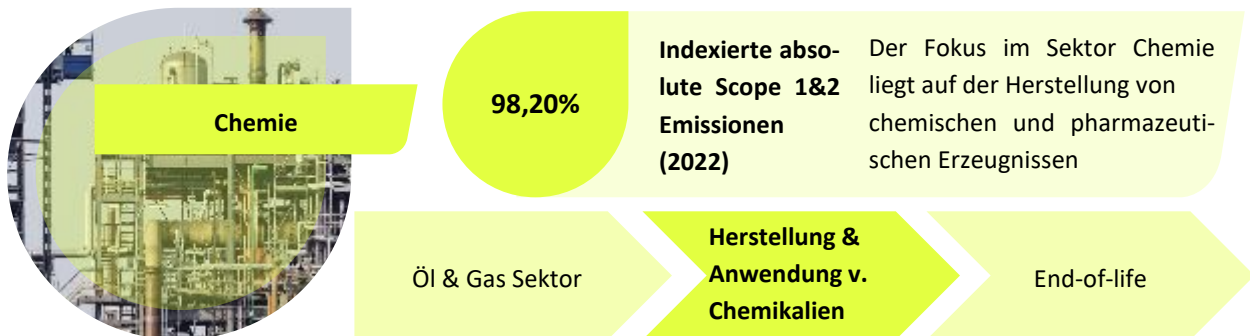 Chemie
98,20%
Indexierte abso-
lute Scope 1&2
Emissionen
(2022)
Der Fokus im Sektor Chemie
liegt auf der Herstellung von
chemischen und pharmazeuti-
schen Erzeugnissen
Öl & Gas Sektor
Herstellung &
Anwendung v.
Chemikalien
End-of-life